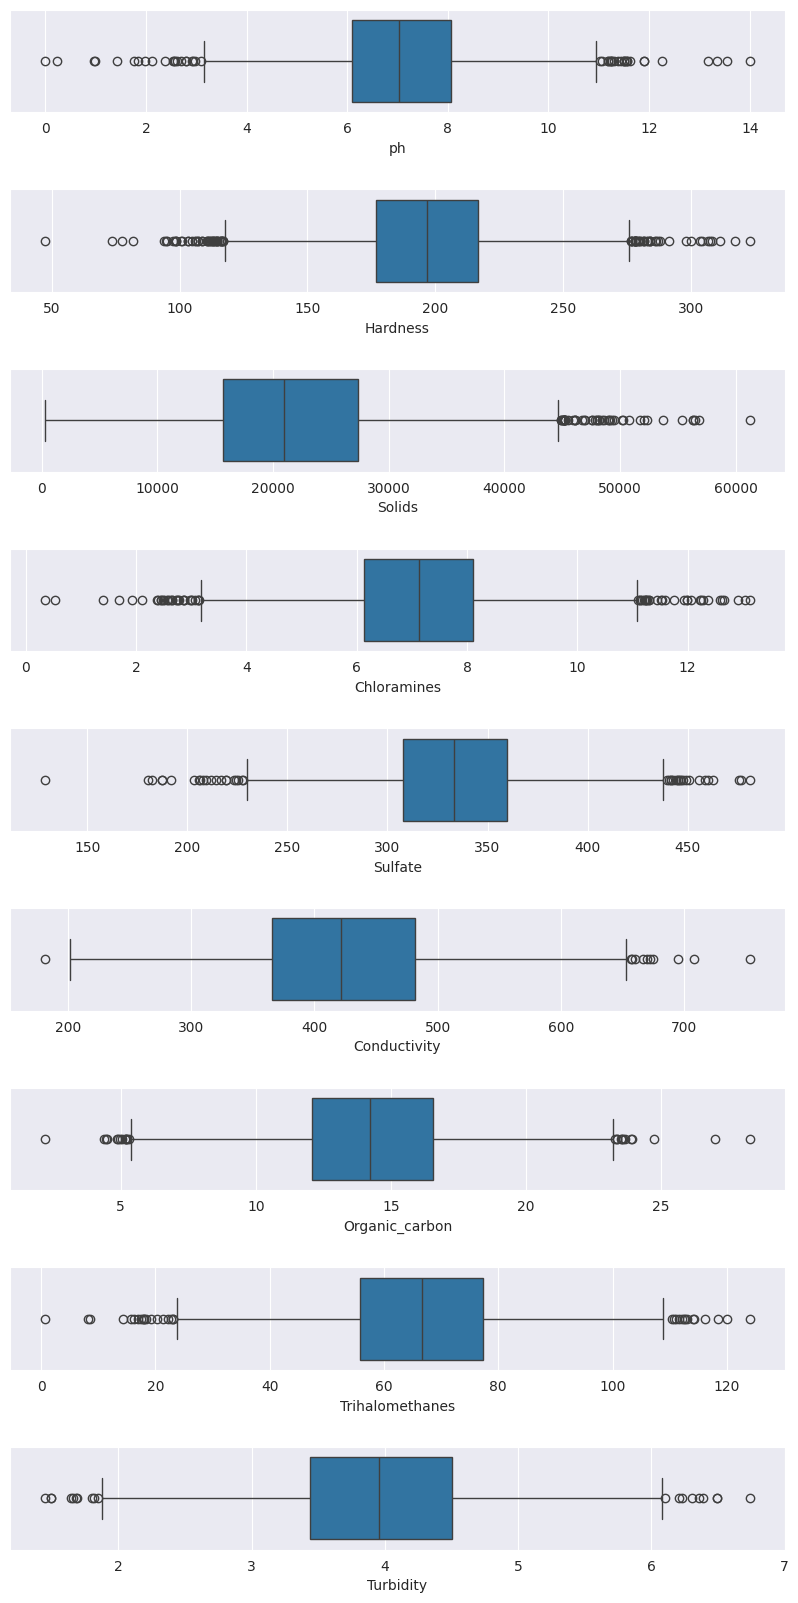 0 2 4 6 8 10 12 14
ph
50 100 150 200 250 300
Hardness
0 10000 20000 30000 40000 50000 60000
Solids
0 2 4 6 8 10 12
Chloramines
150 200 250 300 350 400 450
Sulfate
200 300 400 500 600 700
Conductivity
5 10 15 20 25
Organic_carbon
0 20 40 60 80 100 120
Trihalomethanes
2 3 4 5 6 7
Turbidity